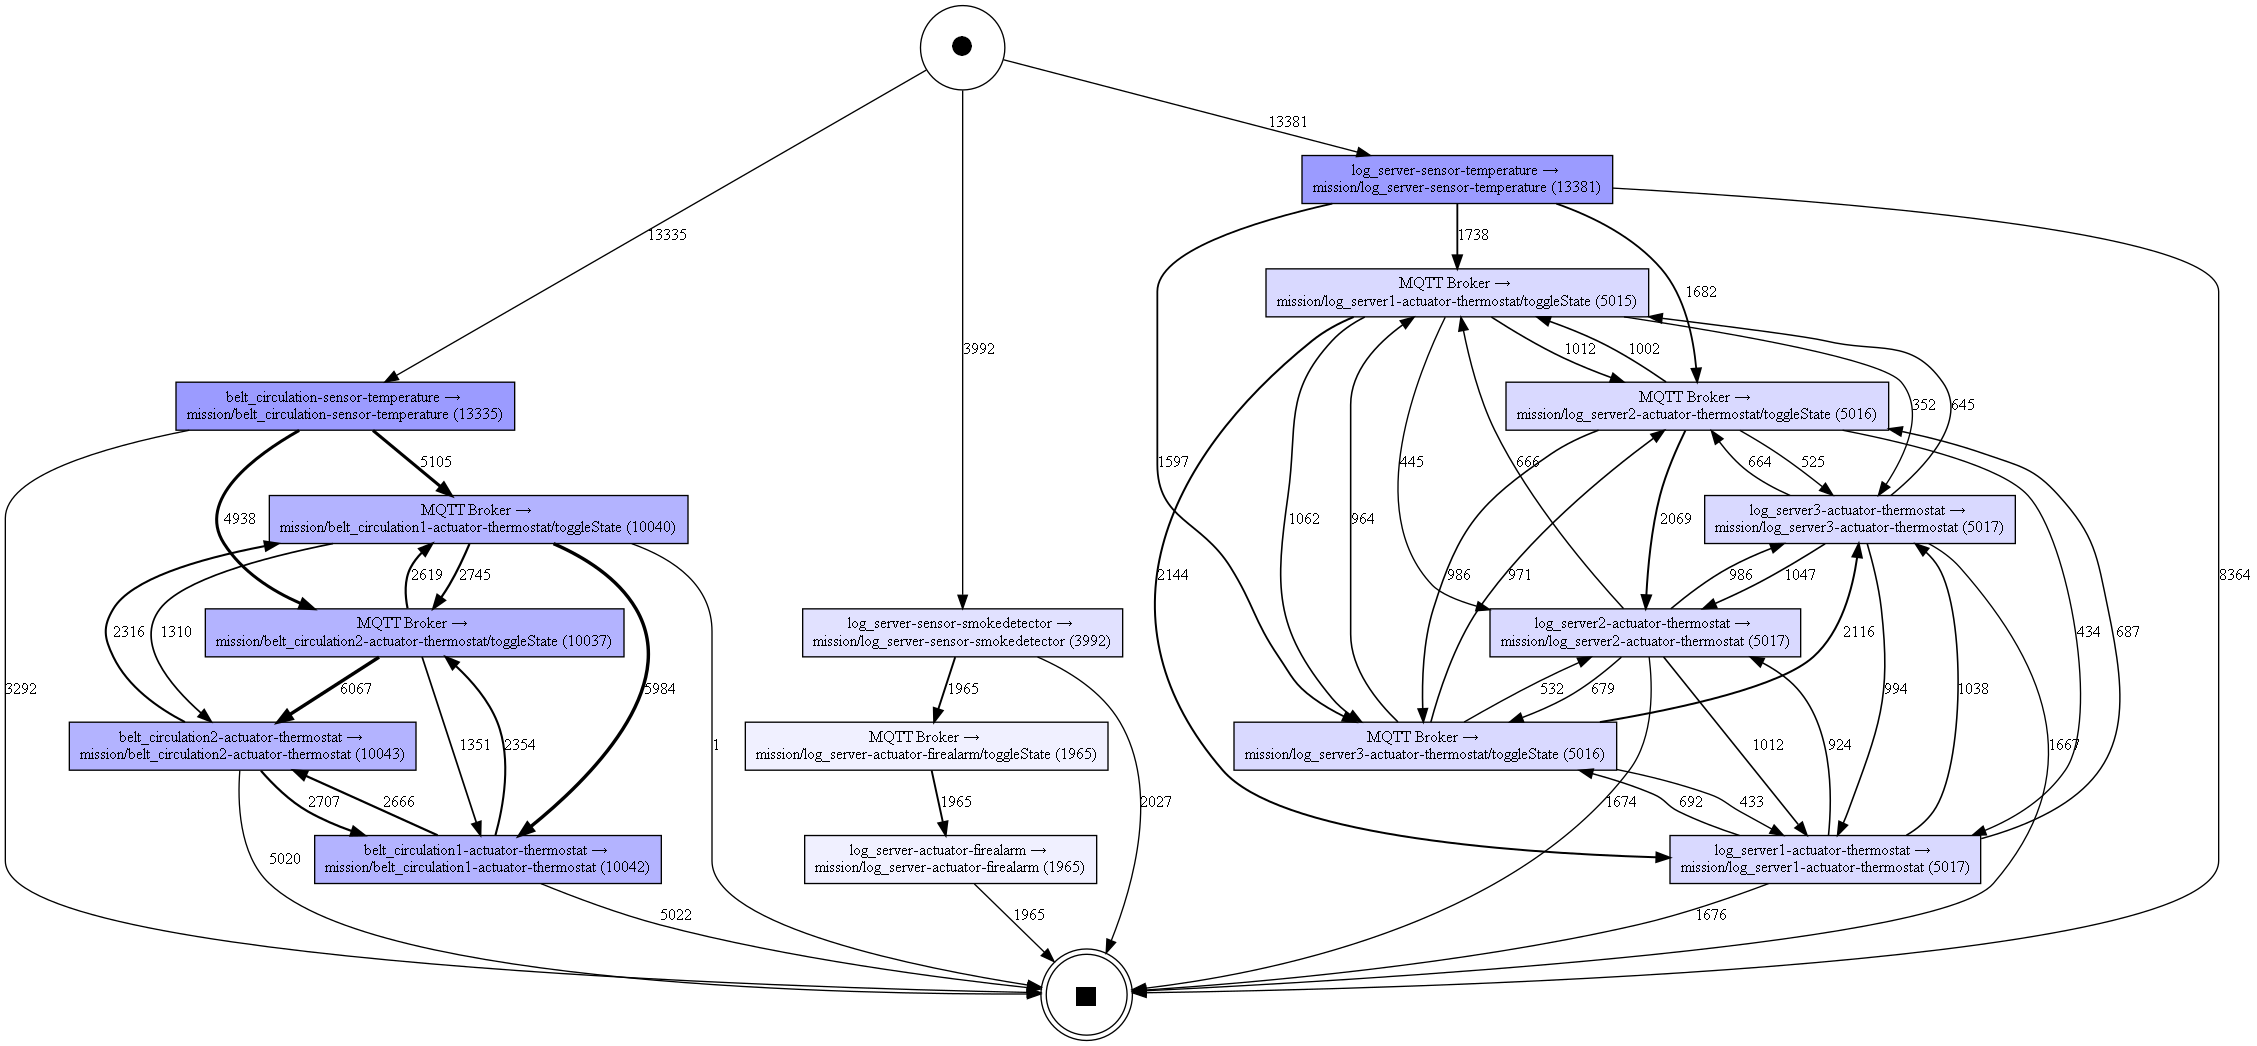 13381
log_server-sensor-temperature →
mission/log_server-sensor-temperature (13381)
13335
1738
MQTT Broker →
mission/log_server1-actuator-thermostat/toggleState (5015)
1682
3992
1012
1002
belt_circulation-sensor-temperature →
mission/belt_circulation-sensor-temperature (13335)
MQTT Broker →
mission/log_server2-actuator-thermostat/toggleState (5016)
352
645
5105
1597
445
666
664
525
MQTT Broker →
mission/belt_circulation1-actuator-thermostat/toggleState (10040)
4938
1062
964
2069
log_server3-actuator-thermostat →
mission/log_server3-actuator-thermostat (5017)
2619
2745
2144
986
971
986
1047
8364
MQTT Broker →
mission/belt_circulation2-actuator-thermostat/toggleState (10037)
2316
1310
log_server-sensor-smokedetector →
mission/log_server-sensor-smokedetector (3992)
log_server2-actuator-thermostat →
mission/log_server2-actuator-thermostat (5017)
2116
434
687
3292
6067
5984
1965
532
679
994
1038
belt_circulation2-actuator-thermostat →
mission/belt_circulation2-actuator-thermostat (10043)
1351
2354
1
MQTT Broker →
mission/log_server-actuator-firealarm/toggleState (1965)
MQTT Broker →
mission/log_server3-actuator-thermostat/toggleState (5016)
1012
924
1667
2707
2666
1965
2027
1674
692
433
belt_circulation1-actuator-thermostat →
mission/belt_circulation1-actuator-thermostat (10042)
5020
log_server-actuator-firealarm →
mission/log_server-actuator-firealarm (1965)
log_server1-actuator-thermostat →
mission/log_server1-actuator-thermostat (5017)
5022
1965
1676